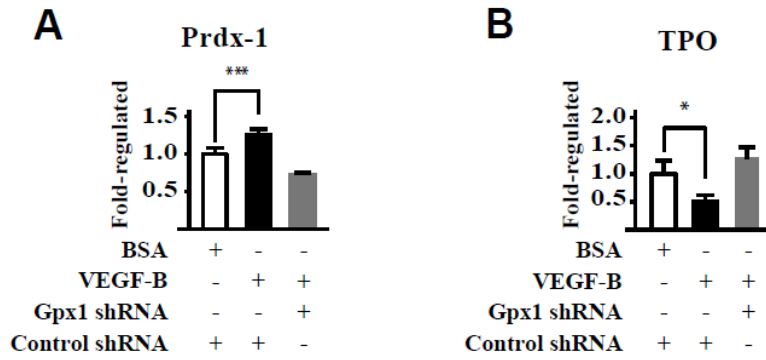 A
Prdx-1
***
Fold-regulated
1.5
1.0
0.5
BSA + - -
VEGF-B - + +
Gpx1 shRNA - - +
Control shRNA + + -
B
TPO
*
Fold-regulated
2.0
1.5
1.0
0.5
BSA + - -
VEGF-B - + +
Gpx1 shRNA - - +
Control shRNA + + -